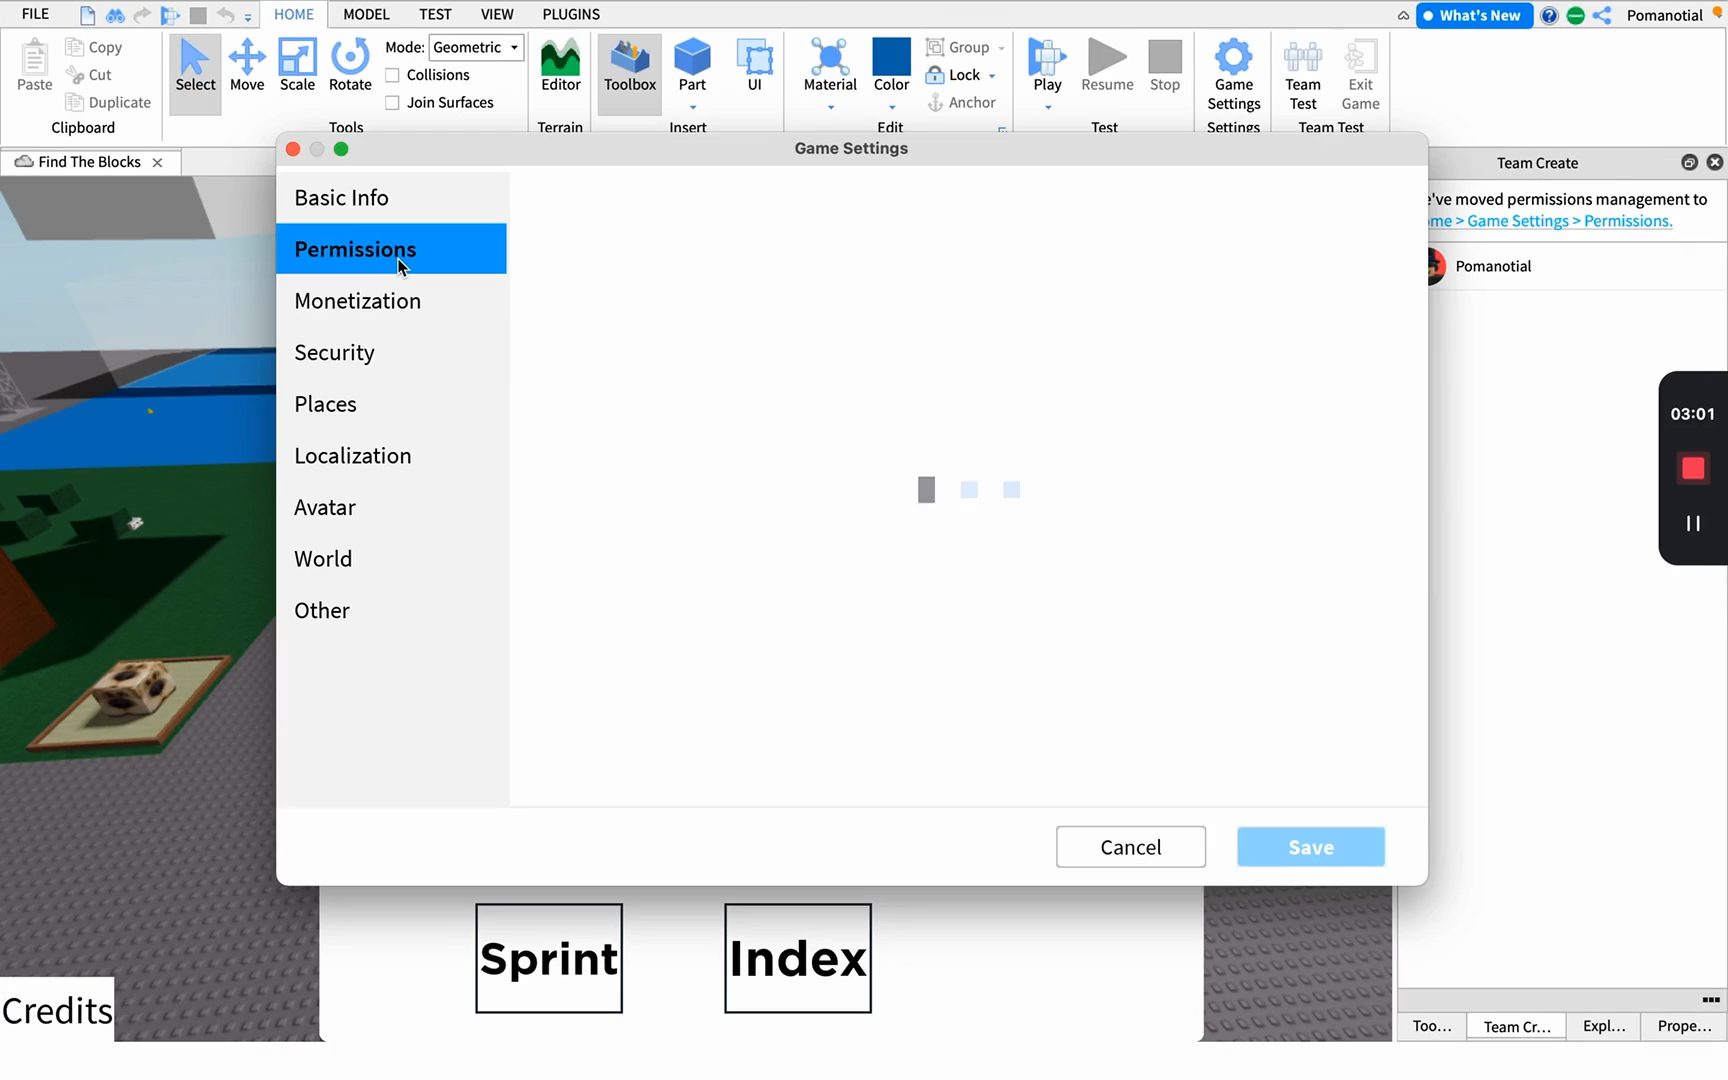 FILE HOME MODEL TEST VIEW PLUGINS What's New Pomanotial
Paste Copy Cut Duplicate Clipboard
Select Move Scale Rotate Mode: Geometric Collisions Join Surfaces Tools
Editor Terrain
Toolbox Part UI Insert
Material Color Group Lock Anchor Edit
Play Resume Stop Test
Game Settings Settings
Team Test Exit Game Team Test
Find The Blocks
Game Settings
Basic Info
Permissions
Monetization
Security
Places
Localization
Avatar
World
Other
Cancel Save
Team Create
've moved permissions management to
me > Game Settings > Permissions.
Pomanotial
03:01
Sprint Index
Credits
Too... Team Cr... Expl... Prope...